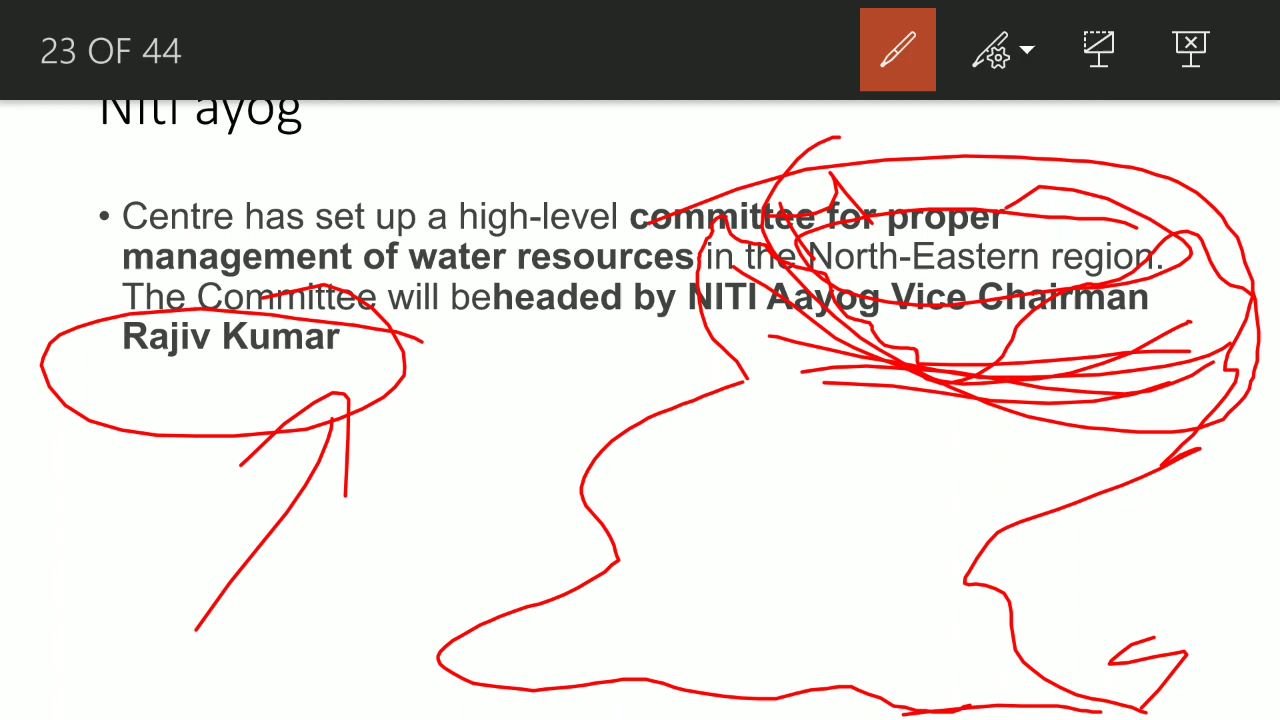 23 OF 44
Niti ayog
• Centre has set up a high-level committee for proper
management of water resources in the North-Eastern region.
The Committee will beheaded by NITI Aayog Vice Chairman
Rajiv Kumar